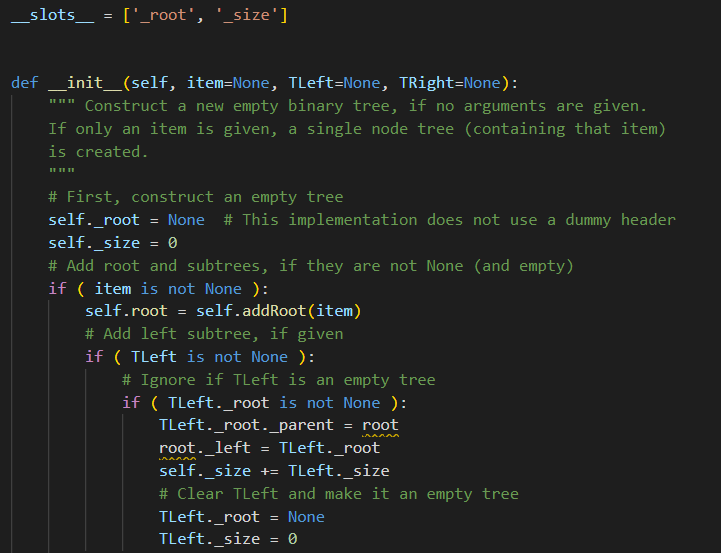 __slots__ = ['_root', '_size']
def __init__(self, item=None, TLeft=None, TRight=None):
""" Construct a new empty binary tree, if no arguments are given.
If only an item is given, a single node tree (containing that item)
is created.
"""
# First, construct an empty tree
self._root = None  # This implementation does not use a dummy header
self._size = 0
# Add root and subtrees, if they are not None (and empty)
if ( item is not None ):
self.root = self.addRoot(item)
# Add left subtree, if given
if ( TLeft is not None ):
# Ignore if TLeft is an empty tree
if ( TLeft._root is not None ):
TLeft._root._parent = root
root._left = TLeft._root
self._size += TLeft._size
# Clear TLeft and make it an empty tree
TLeft._root = None
TLeft._size = 0